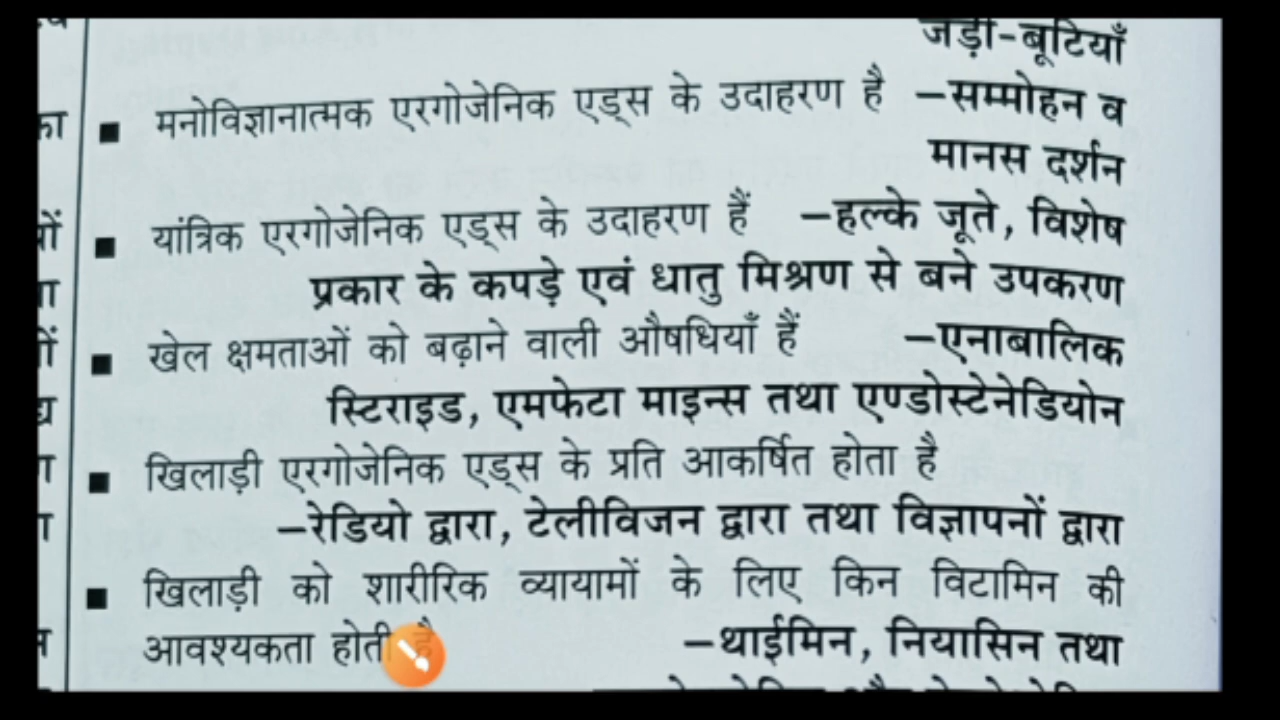 जड़ी-बूटियाँ
■ मनोविज्ञानात्मक एरगोजेनिक एड्स के उदाहरण है –सम्मोहन व
मानस दर्शन
■ यांत्रिक एरगोजेनिक एड्स के उदाहरण हैं –हल्के जूते, विशेष
प्रकार के कपड़े एवं धातु मिश्रण से बने उपकरण
■ खेल क्षमताओं को बढ़ाने वाली औषधियाँ हैं –एनाबालिक
स्टिराइड, एमफेटा माइन्स तथा एण्डोस्टेनेडियोन
■ खिलाड़ी एरगोजेनिक एड्स के प्रति आकर्षित होता है
–रेडियो द्वारा, टेलीविजन द्वारा तथा विज्ञापनों द्वारा
■ खिलाड़ी को शारीरिक व्यायामों के लिए किन विटामिन की
आवश्यकता होती है –थाईमिन, नियासिन तथा